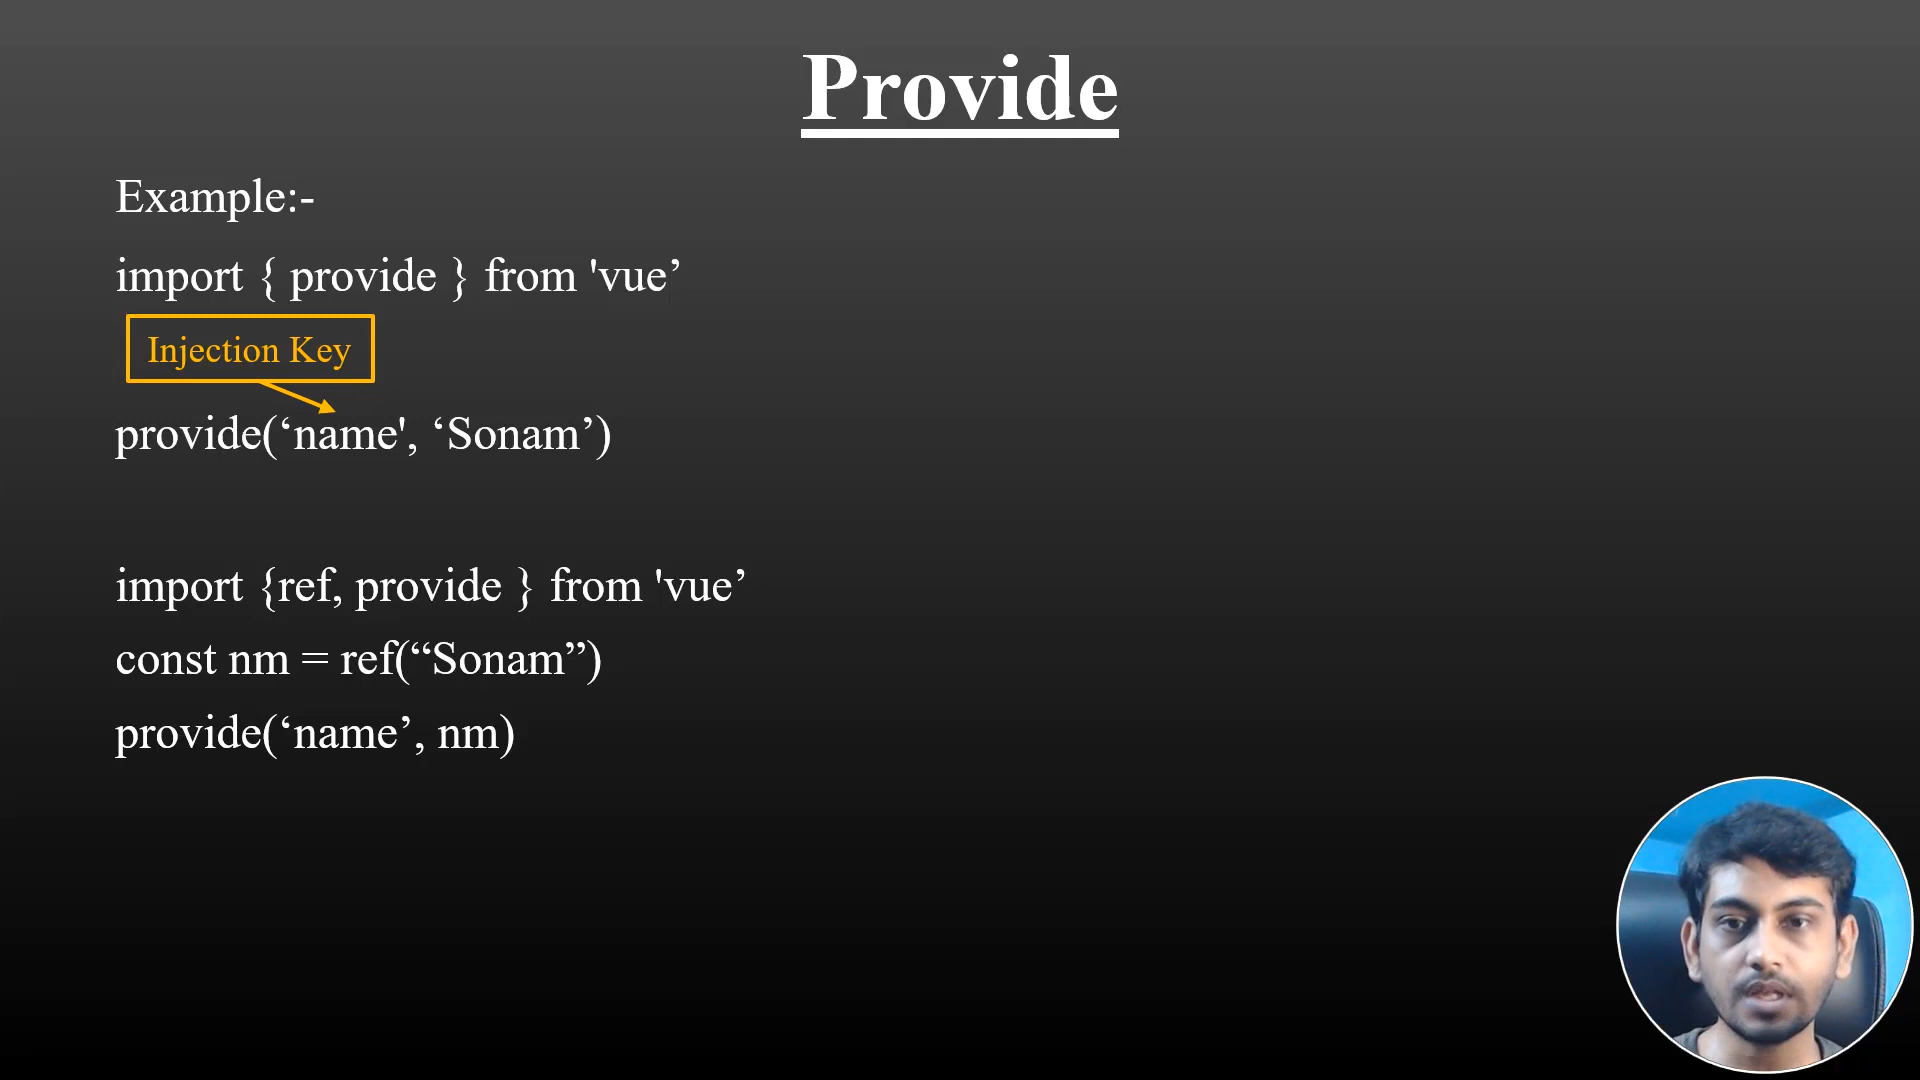 Provide
Example:-
import { provide } from 'vue’
Injection Key
provide(‘name', ‘Sonam’)
import {ref, provide } from 'vue’
const nm = ref(“Sonam”)
provide(‘name’, nm)